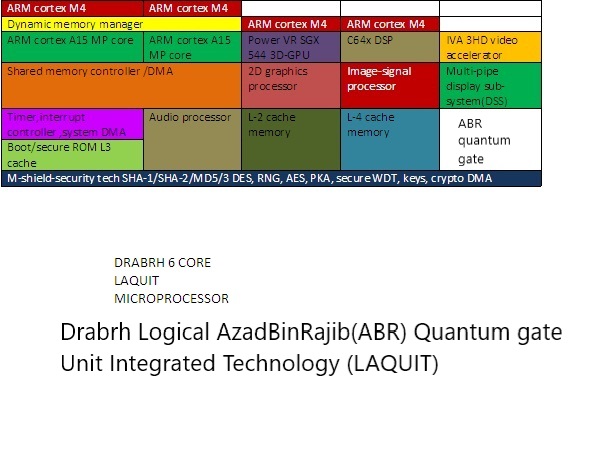 ARM cortex M4
ARM cortex M4
Dynamic memory manager
ARM cortex M4
ARM cortex M4
ARM cortex A15 MP core
ARM cortex A15
MP core
Power VR SGX
544 3D-GPU
C64x DSP
IVA 3HD video
accelerator
Shared memory controller /DMA
2D graphics
processor
Image-signal
processor
Multi-pipe
display sub-
system(DSS)
Timer,interrupt
controller ,system DMA
Audio processor
L-2 cache
memory
L-4 cache
memory
ABR
quantum
gate
Boot/secure ROM L3
cache
M-shield-security tech SHA-1/SHA-2/MD5/3 DES, RNG, AES, PKA, secure WDT, keys, crypto DMA
DRABRH 6 CORE
LAQUIT
MICROPROCESSOR
Drabrh Logical AzadBinRajib(ABR) Quantum gate
Unit Integrated Technology (LAQUIT)